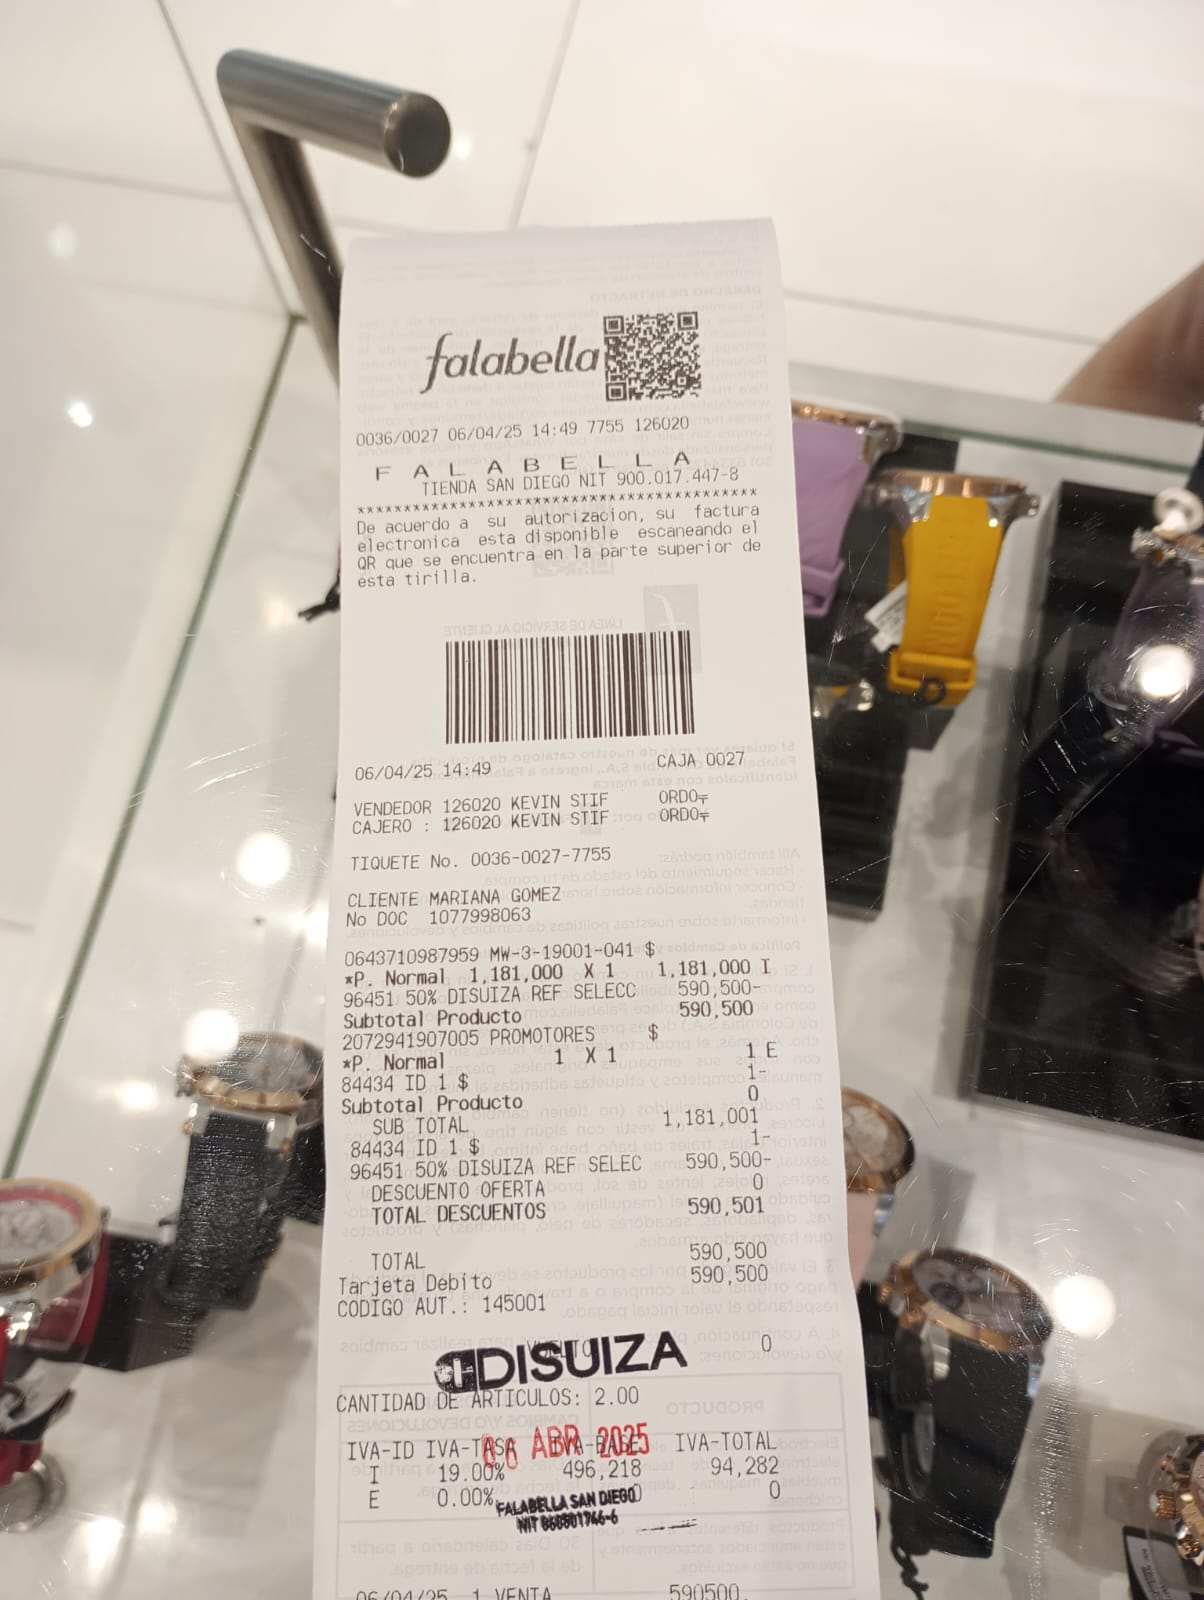 falabella
0036/0027 06/04/25 14:49 7755 126020
F A L A B E L L A
TIENDA SAN DIEGO NIT 900.017.447-8
******************************************
De acuerdo a su autorizacion, su factura
electronica esta disponible escaneando el
QR que se encuentra en la parte superior de
esta tirilla.
06/04/25 14:49 CAJA 0027
VENDEDOR 126020 KEVIN STIF ORDO
CAJERO : 126020 KEVIN STIF ORDO
TIQUETE No. 0036-0027-7755
CLIENTE MARIANA GOMEZ
No DOC 1077998063
0643710987959 MW-3-19001-041 $
*P. Normal 1,181,000 X 1 1,181,000 I
96451 50% DISUIZA REF SELECC 590,500-
Subtotal Producto 590,500
2072941907005 PROMOTORES $
*P. Normal 1 X 1 1 E
84434 ID 1 $ 1-
Subtotal Producto 0
SUB TOTAL 1,181,001
84434 ID 1 $ 1-
96451 50% DISUIZA REF SELEC 590,500-
DESCUENTO OFERTA 0
TOTAL DESCUENTOS 590,501
TOTAL 590,500
Tarjeta Debito 590,500
CODIGO AUT.: 145001
VUELTO 0
DISUIZA
CANTIDAD DE ARTICULOS: 2.00
06 ABR 2025
IVA-ID IVA-TASA IVA-BASE IVA-TOTAL
I 19.00% 496,218 94,282
E 0.00% 0 0
FALABELLA SAN DIEGO
NIT 860501766-6
06/04/25 1 VENTA 590500